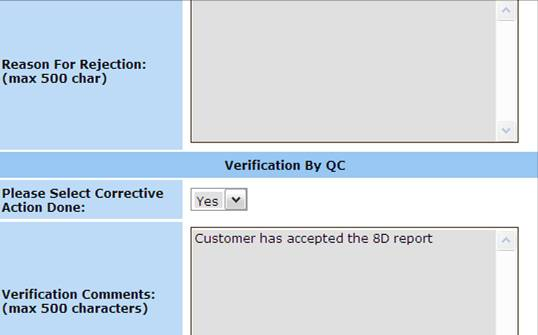 Reason For Rejection:
(max 500 char)
Verification By QC
Please Select Corrective
Action Done:
Yes
Customer has accepted the 8D report
Verification Comments:
(max 500 characters)